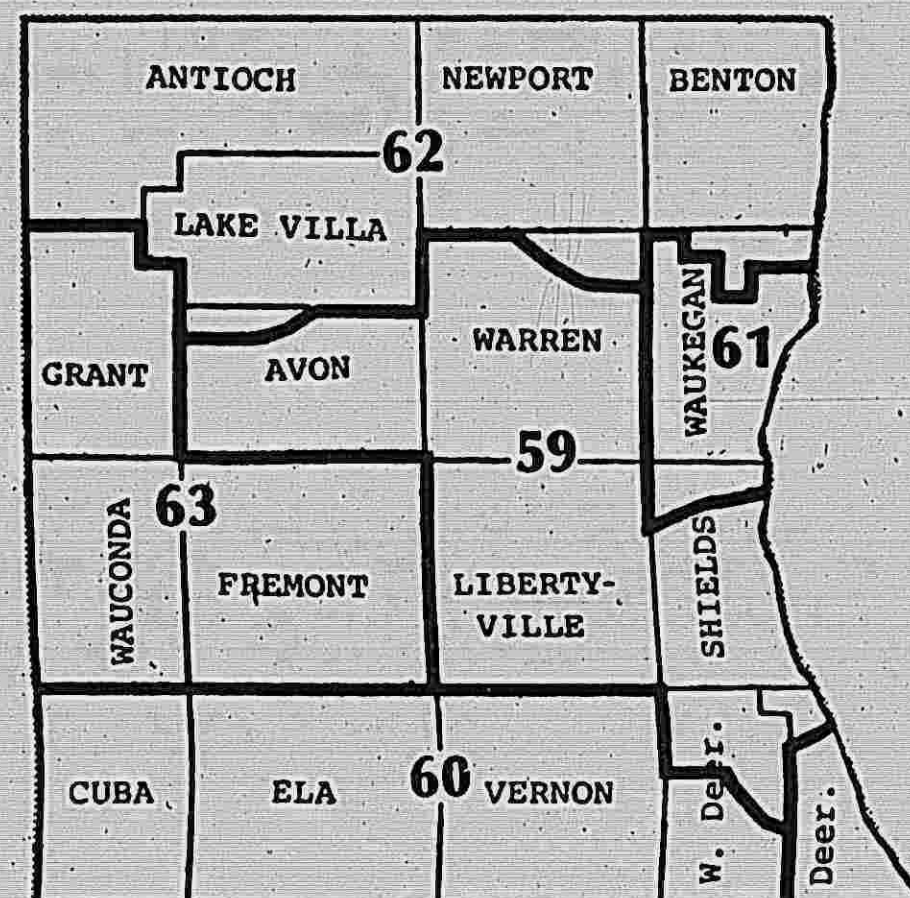 ANTIOCH
NEWPORT
BENTON
62
LAKE VILLA
WAUKEGAN
61
WARREN
GRANT
AVON
59
63
WAUCONDA
FREMONT
LIBERTY-
VILLE
SHIELDS
CUBA
ELA
60
VERNON
W. Deer.
Deer.